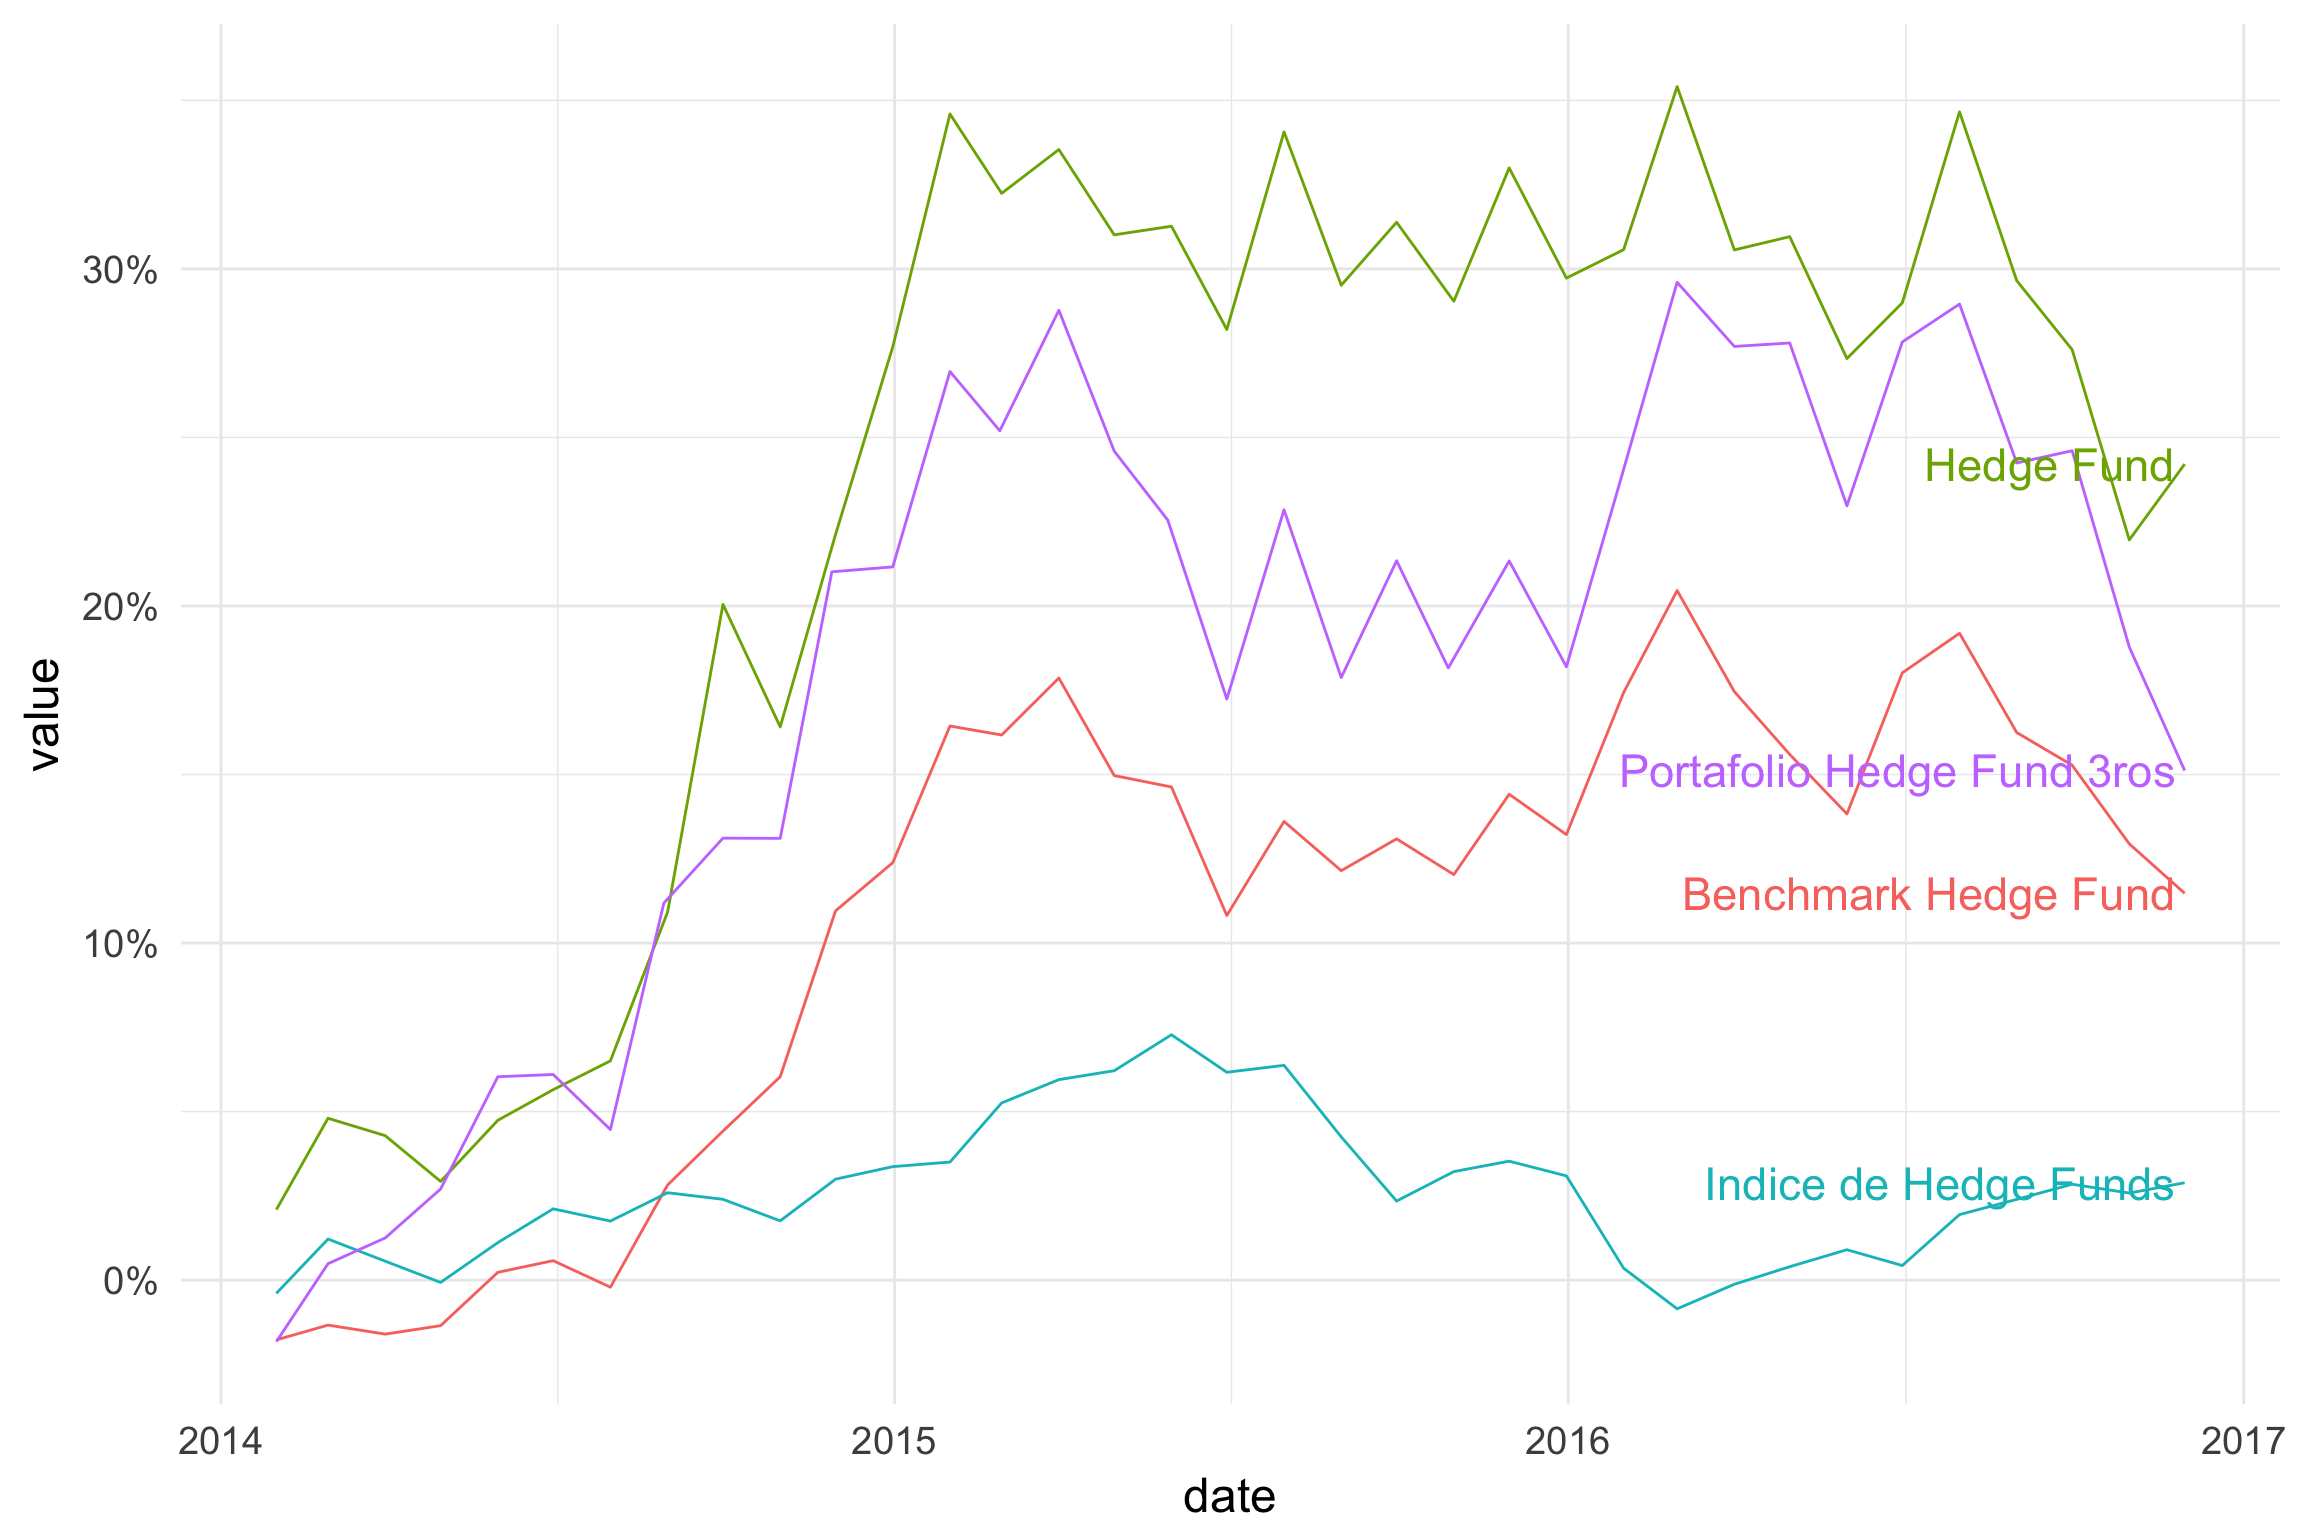 30%
20%
10%
0%
value
Hedge Fund
Portafolio Hedge Fund 3ros
Benchmark Hedge Fund
Indice de Hedge Funds
2014
2015
2016
2017
date